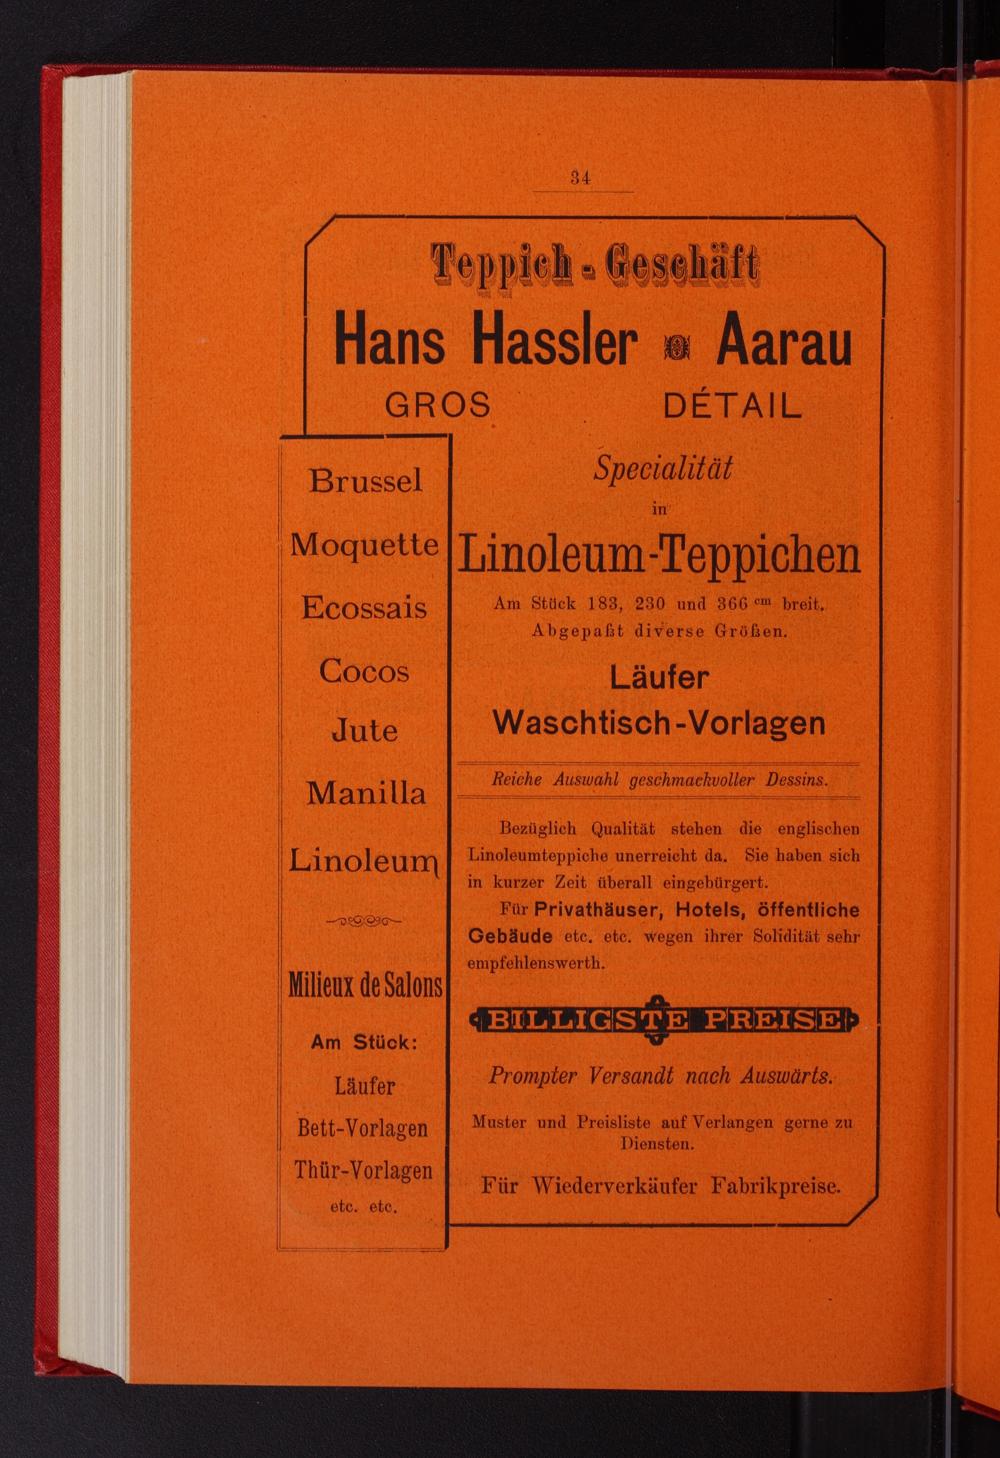 34
Teppich-Geschäft
Hans Hassler Aarau
GROS DÉTAIL
Brussel
Moquette
Ecossais
Cocos
Jute
Manilla
Linoleum
Milieux de Salons
Am Stück:
Läufer
Bett-Vorlagen
Thür-Vorlagen
etc. etc.
Specialität
in
Linoleum-Teppichen
Am Stück 183, 230 und 366 cm breit.
Abgepaßt diverse Größen.
Läufer
Waschtisch-Vorlagen
Reiche Auswahl geschmackvoller Dessins.
Bezüglich Qualität stehen die englischen
Linoleumteppiche unerreicht da. Sie haben sich
in kurzer Zeit überall eingebürgert.
Für Privathäuser, Hotels, öffentliche
Gebäude etc. etc. wegen ihrer Solidität sehr
empfehlenswerth.
BILLIGSTE PREISE
Prompter Versandt nach Auswärts.
Muster und Preisliste auf Verlangen gerne zu
Diensten.
Für Wiederverkäufer Fabrikpreise.